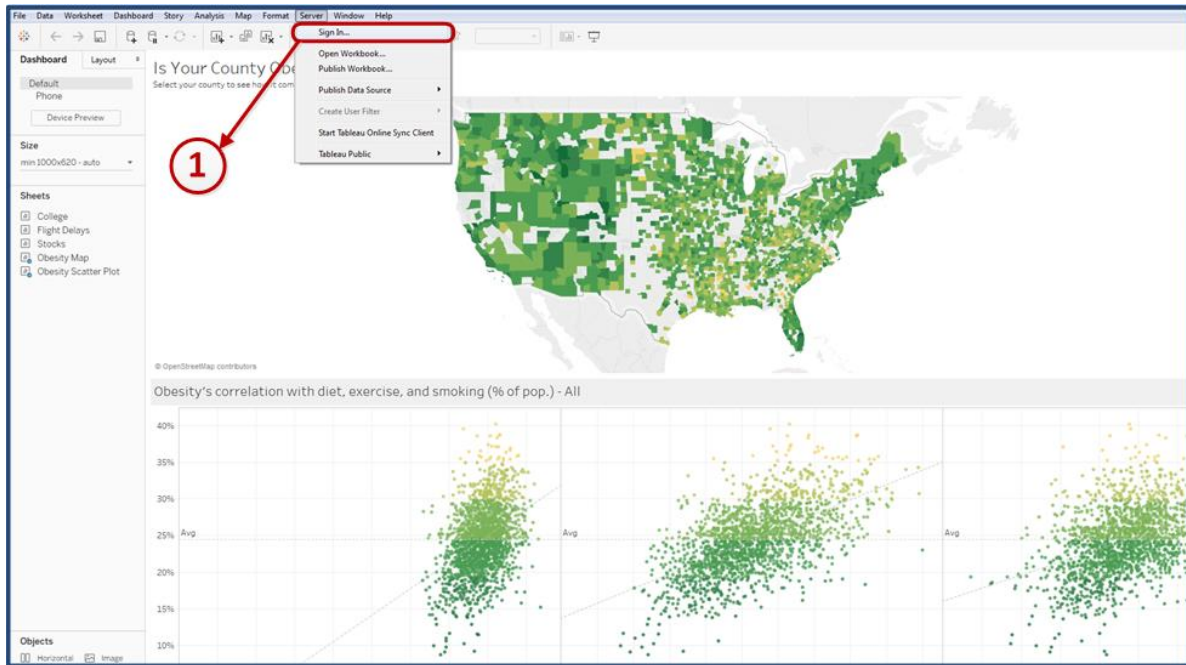 File Data Worksheet Dashboard Story Analysis Map Format Server Window Help
Sign In...
Open Workbook...
Publish Workbook...
Publish Data Source
Create User Filter
Start Tableau Online Sync Client
Tableau Public
1
Dashboard Layout
Default
Phone
Device Preview
Size
min 1000x620 - auto
Sheets
College
Flight Delays
Stocks
Obesity Map
Obesity Scatter Plot
Objects
Horizontal Image
Is Your County
Select your county to see how it com
© OpenStreetMap contributors
Obesity's correlation with diet, exercise, and smoking (% of pop.) - All
40%
35%
30%
25%
20%
15%
10%
Avg
Avg
Avg